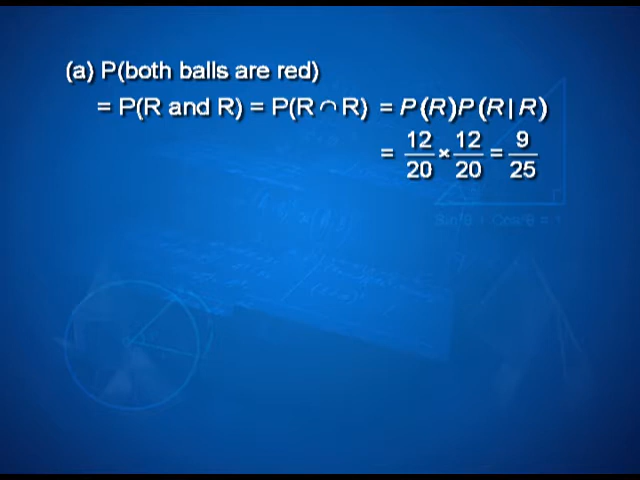 (a) P(both balls are red)
= P(R and R) = P(R ∩ R) = P(R)P(R|R)
= 12/20 × 12/20 = 9/25